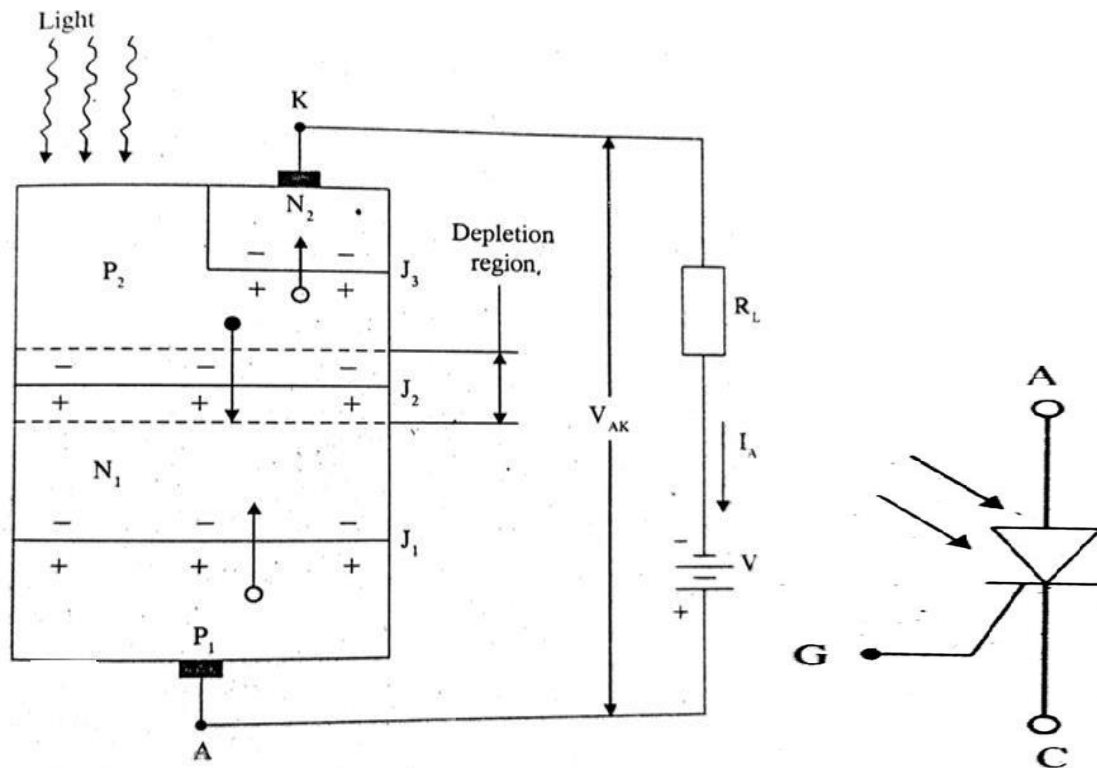 Light
K
N₂
Depletion
region,
P₂
− −
+ +
J₃
R_L
− − −
J₂
+ + +
V_AK
I_A
A
N₁
− − −
J₁
+ + +
−
V
+
G
P₁
A
C